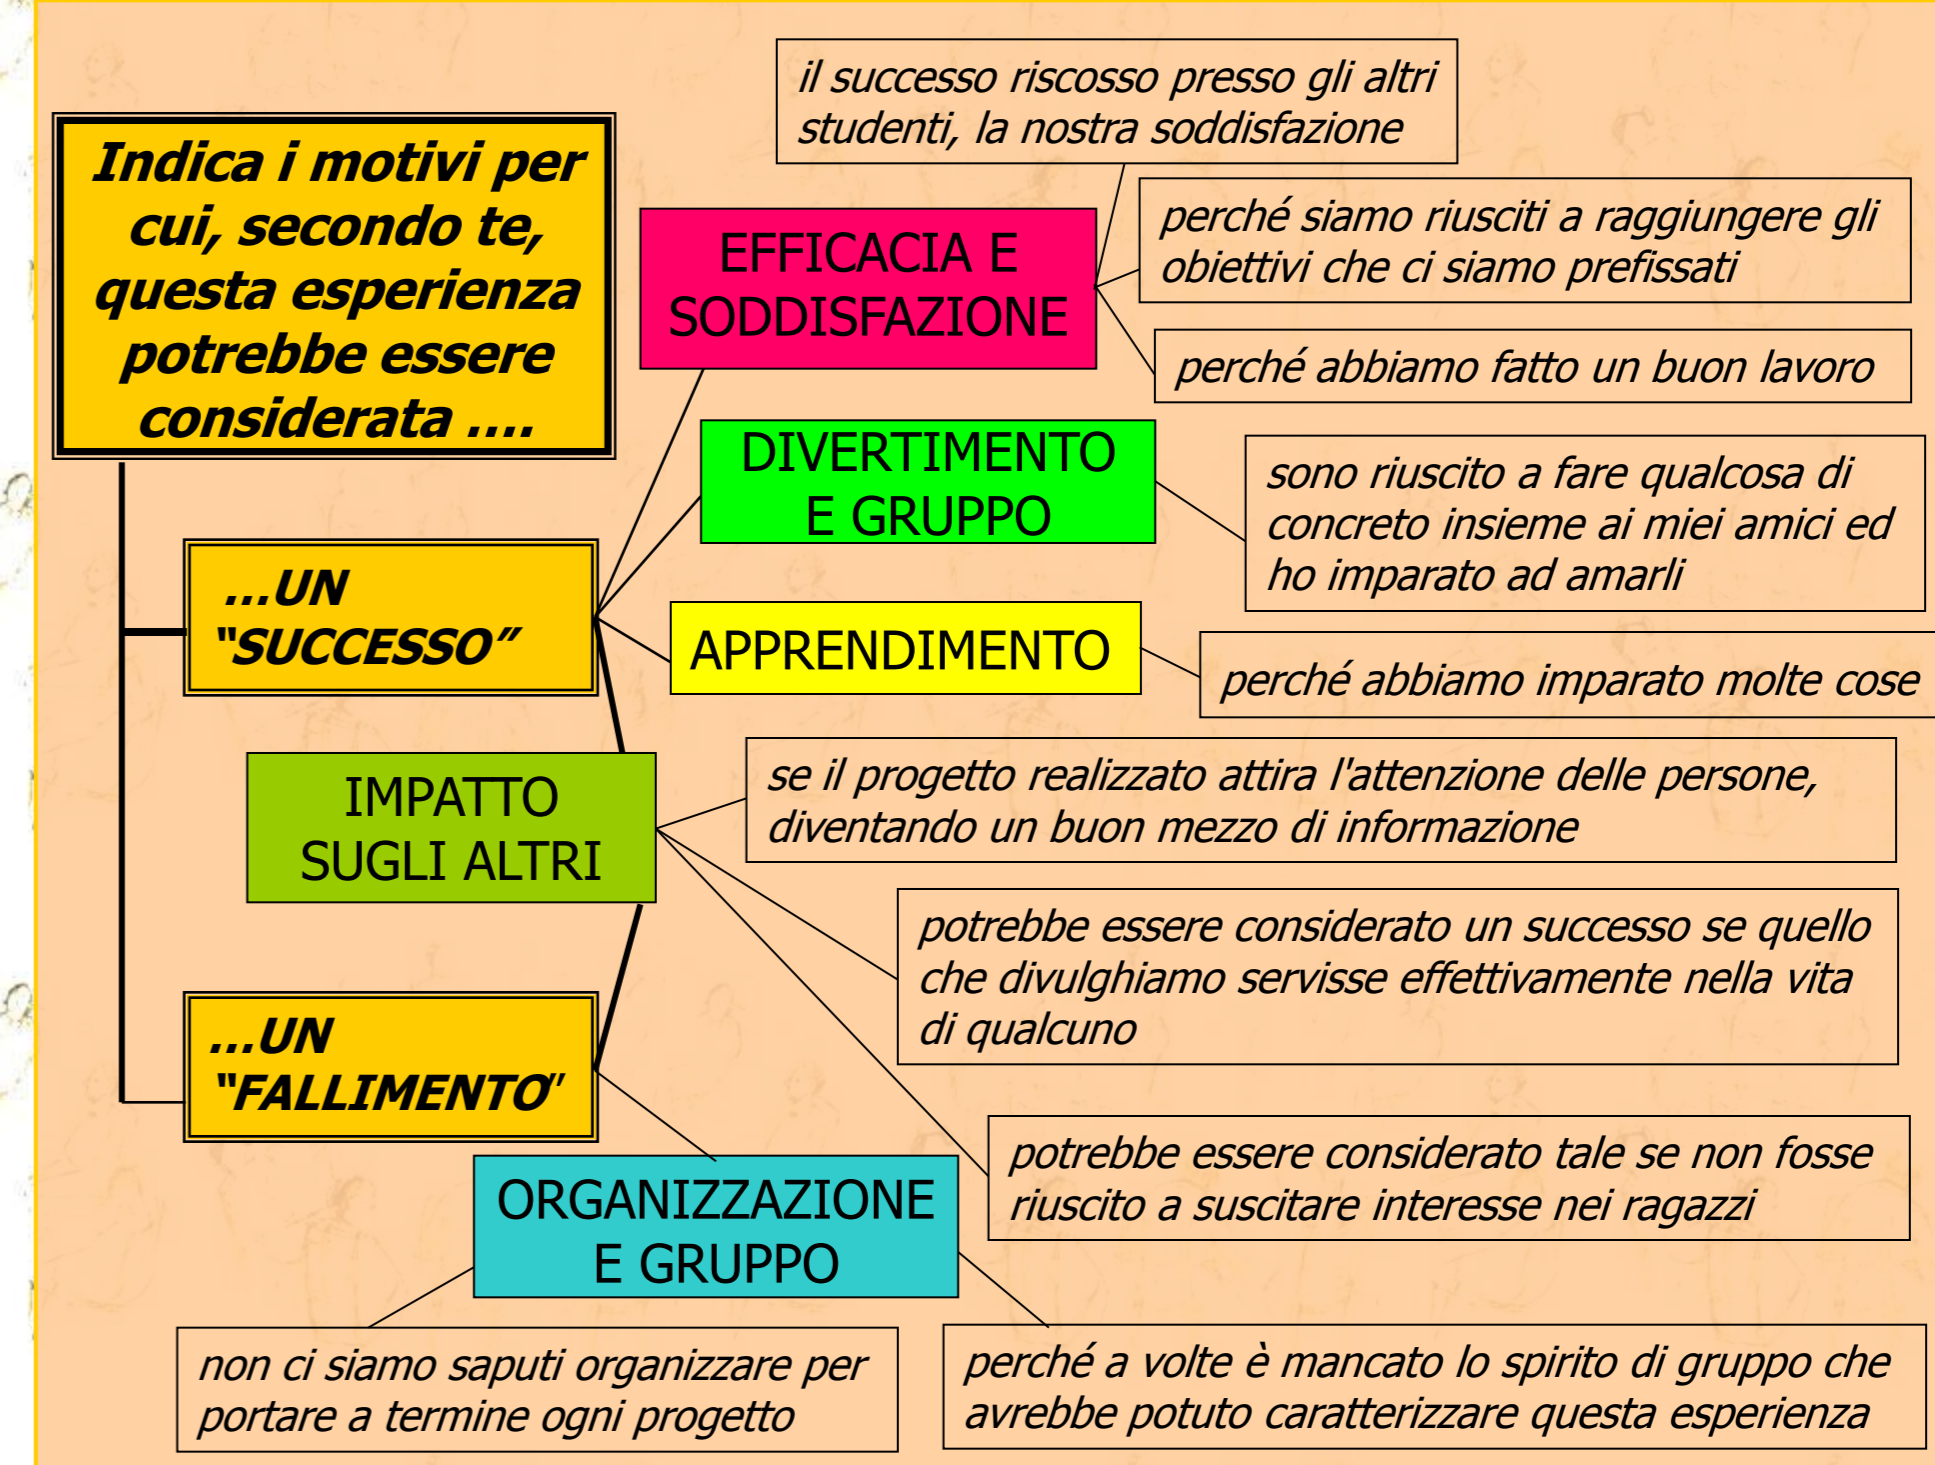 il successo riscosso presso gli altri
studenti, la nostra soddisfazione
Indica i motivi per
cui, secondo te,
questa esperienza
potrebbe essere
considerata ....
EFFICACIA E
SODDISFAZIONE
perché siamo riusciti a raggiungere gli
obiettivi che ci siamo prefissati
perché abbiamo fatto un buon lavoro
DIVERTIMENTO
E GRUPPO
sono riuscito a fare qualcosa di
concreto insieme ai miei amici ed
ho imparato ad amarli
...UN
“SUCCESSO”
APPRENDIMENTO
perché abbiamo imparato molte cose
IMPATTO
SUGLI ALTRI
se il progetto realizzato attira l'attenzione delle persone,
diventando un buon mezzo di informazione
potrebbe essere considerato un successo se quello
che divulghiamo servisse effettivamente nella vita
di qualcuno
...UN
“FALLIMENTO”
potrebbe essere considerato tale se non fosse
riuscito a suscitare interesse nei ragazzi
ORGANIZZAZIONE
E GRUPPO
non ci siamo saputi organizzare per
portare a termine ogni progetto
perché a volte è mancato lo spirito di gruppo che
avrebbe potuto caratterizzare questa esperienza